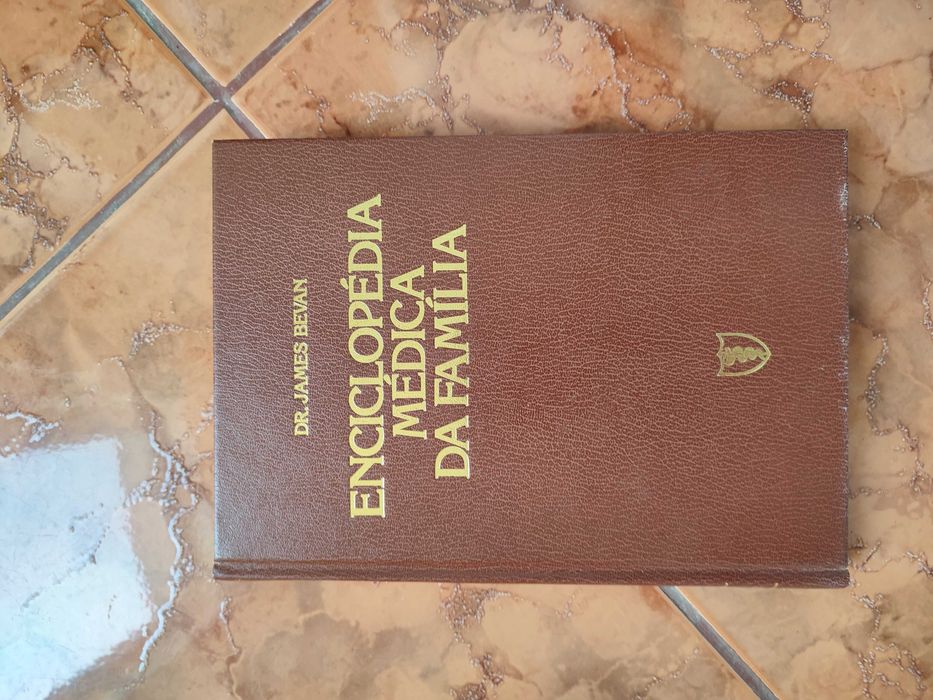 DR. JAMES BEVAN
ENCICLOPÉDIA
MÉDICA
DA FAMÍLIA